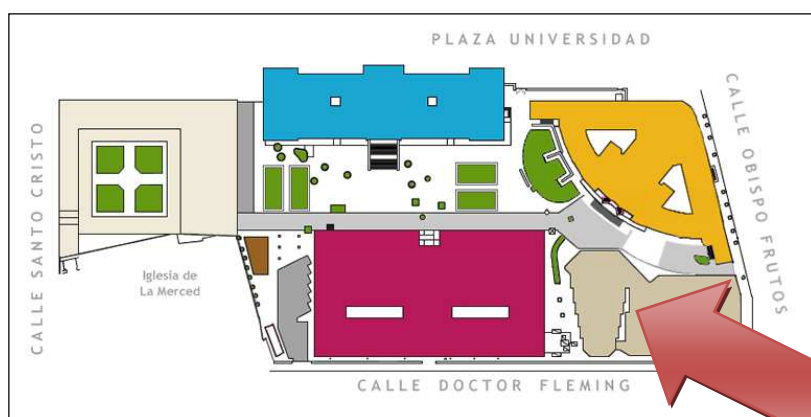 PLAZA UNIVERSIDAD
CALLE SANTO CRISTO
CALLE OBISPO FRUTOS
Iglesia de
La Merced
CALLE DOCTOR FLEMING